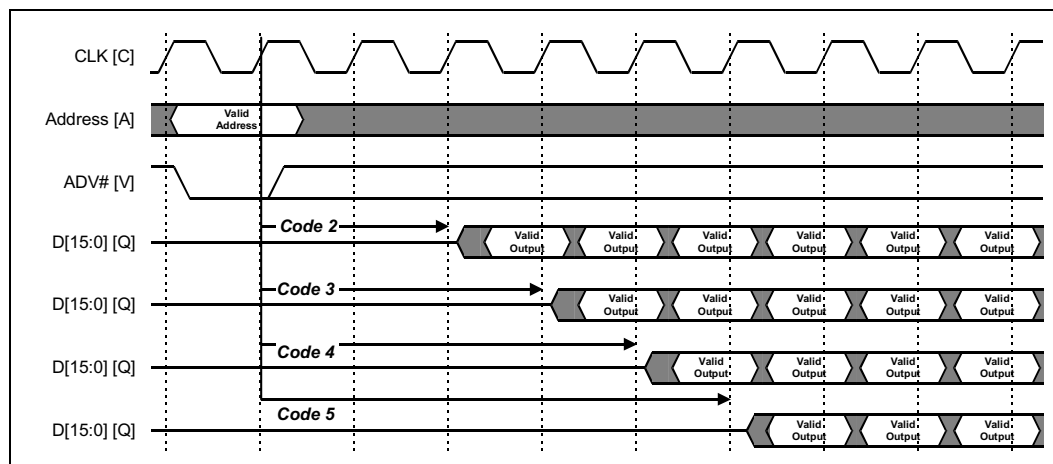 CLK [C]
Address [A]
Valid
Address
ADV# [V]
Code 2
D[15:0] [Q]
Valid
Output
Valid
Output
Valid
Output
Valid
Output
Valid
Output
Valid
Output
Code 3
D[15:0] [Q]
Valid
Output
Valid
Output
Valid
Output
Valid
Output
Valid
Output
Code 4
D[15:0] [Q]
Valid
Output
Valid
Output
Valid
Output
Valid
Output
Code 5
D[15:0] [Q]
Valid
Output
Valid
Output
Valid
Output